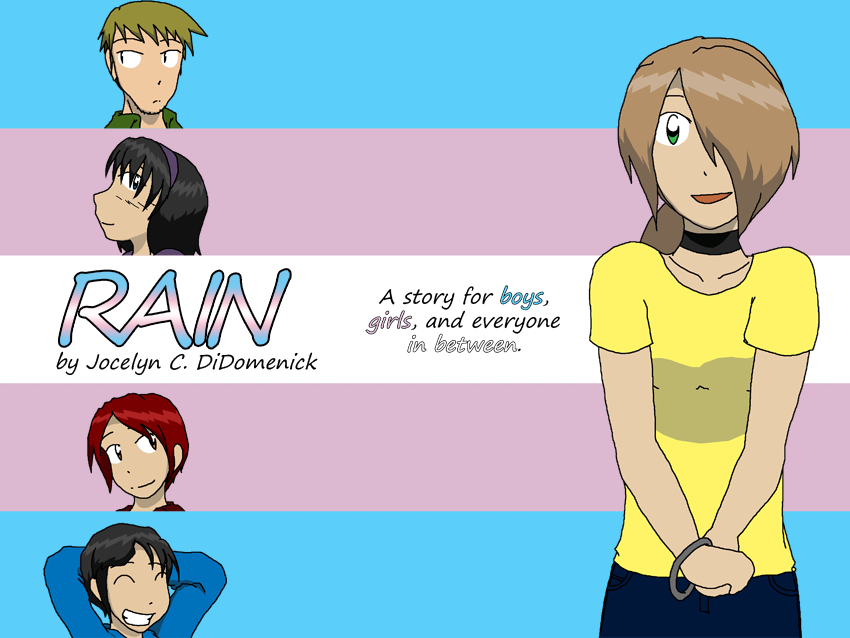 RAIN
by Jocelyn C. DiDomenick
A story for boys,
girls, and everyone
in between.